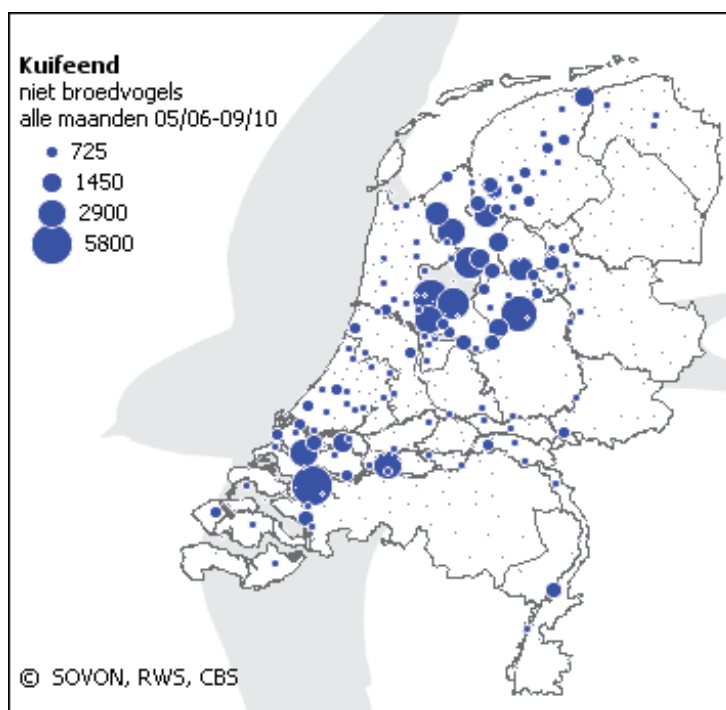 Kuifeend
niet broedvogels
alle maanden 05/06-09/10
725
1450
2900
5800
© SOVON, RWS, CBS